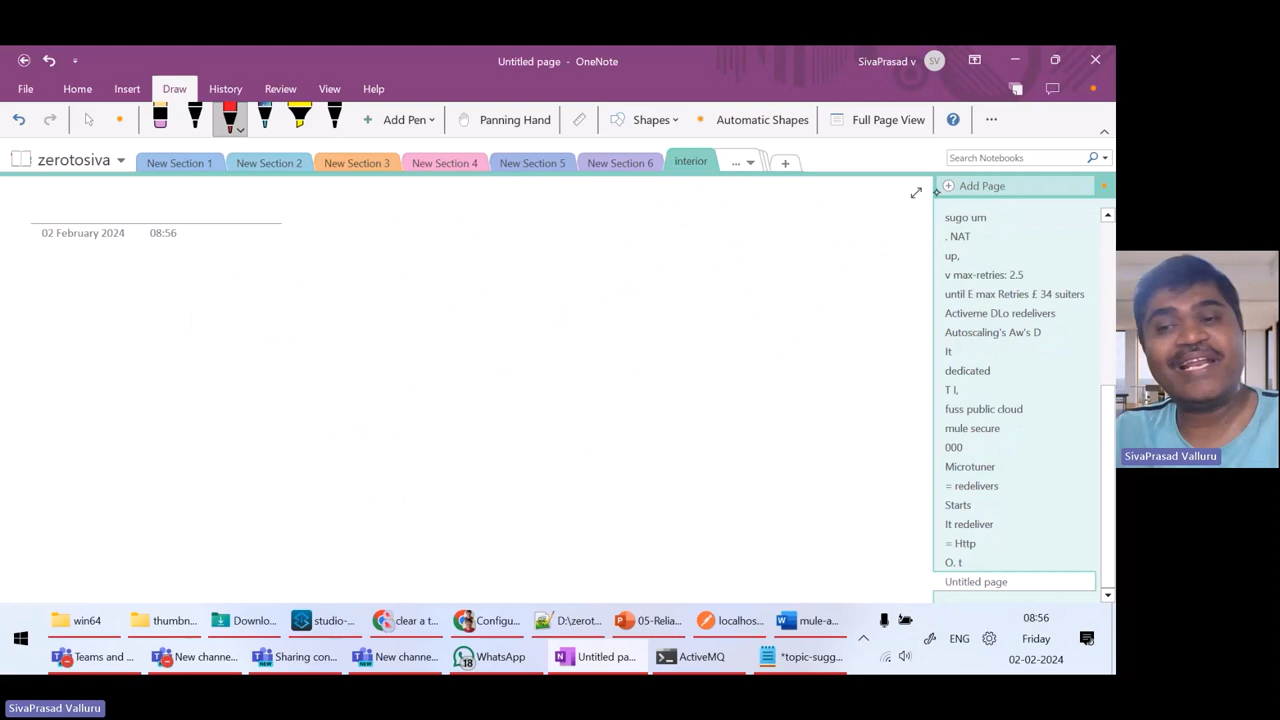 Untitled page - OneNote
SivaPrasad v
SV
File
Home
Insert
Draw
History
Review
View
Help
Add Pen
Panning Hand
Shapes
Automatic Shapes
Full Page View
zerotosiva
New Section 1
New Section 2
New Section 3
New Section 4
New Section 5
New Section 6
interior
...
Search Notebooks
Add Page
02 February 2024 08:56
sugo um
. NAT
up,
v max-retries: 2.5
until E max Retries £ 34 suiters
Activeme DLo redelivers
Autoscaling's Aw's D
It
dedicated
T I,
fuss public cloud
mule secure
000
Microtuner
= redelivers
Starts
It redeliver
= Http
O. t
Untitled page
SivaPrasad Valluru
win64
thumbn...
Downlo...
studio-...
clear a t...
Configu...
D:\zerot...
05-Relia...
localhos...
mule-a...
08:56
ENG
Friday
Teams and ...
New channe...
Sharing con...
New channe...
18
WhatsApp
Untitled pa...
ActiveMQ
*topic-sugg...
02-02-2024
SivaPrasad Valluru